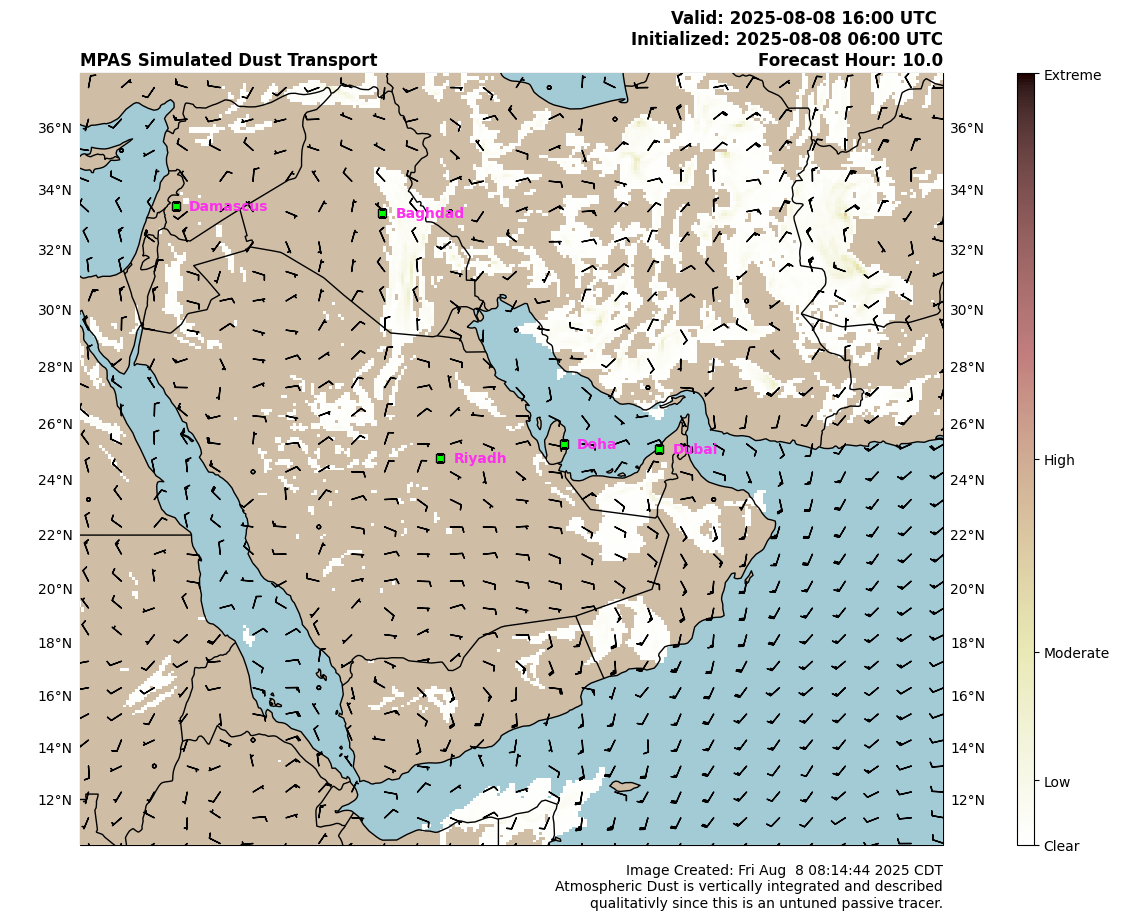 Valid: 2025-08-08 16:00 UTC
Initialized: 2025-08-08 06:00 UTC
MPAS Simulated Dust Transport
Forecast Hour: 10.0
Extreme
36°N
36°N
34°N
34°N
Damascus
Baghdad
32°N
32°N
30°N
30°N
28°N
28°N
26°N
26°N
Doha
Dubai
Riyadh
High
24°N
24°N
22°N
22°N
20°N
20°N
18°N
18°N
Moderate
16°N
16°N
14°N
14°N
Low
12°N
12°N
Clear
Image Created: Fri Aug  8 08:14:44 2025 CDT
Atmospheric Dust is vertically integrated and described
qualitativly since this is an untuned passive tracer.